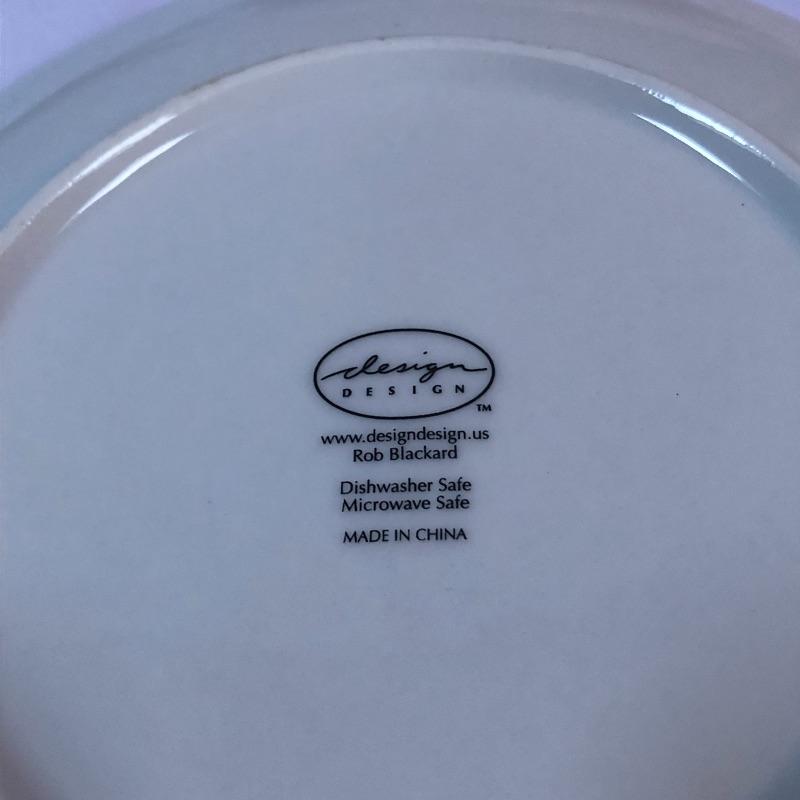 design
DESIGN
TM
www.designdesign.us
Rob Blackard
Dishwasher Safe
Microwave Safe
MADE IN CHINA